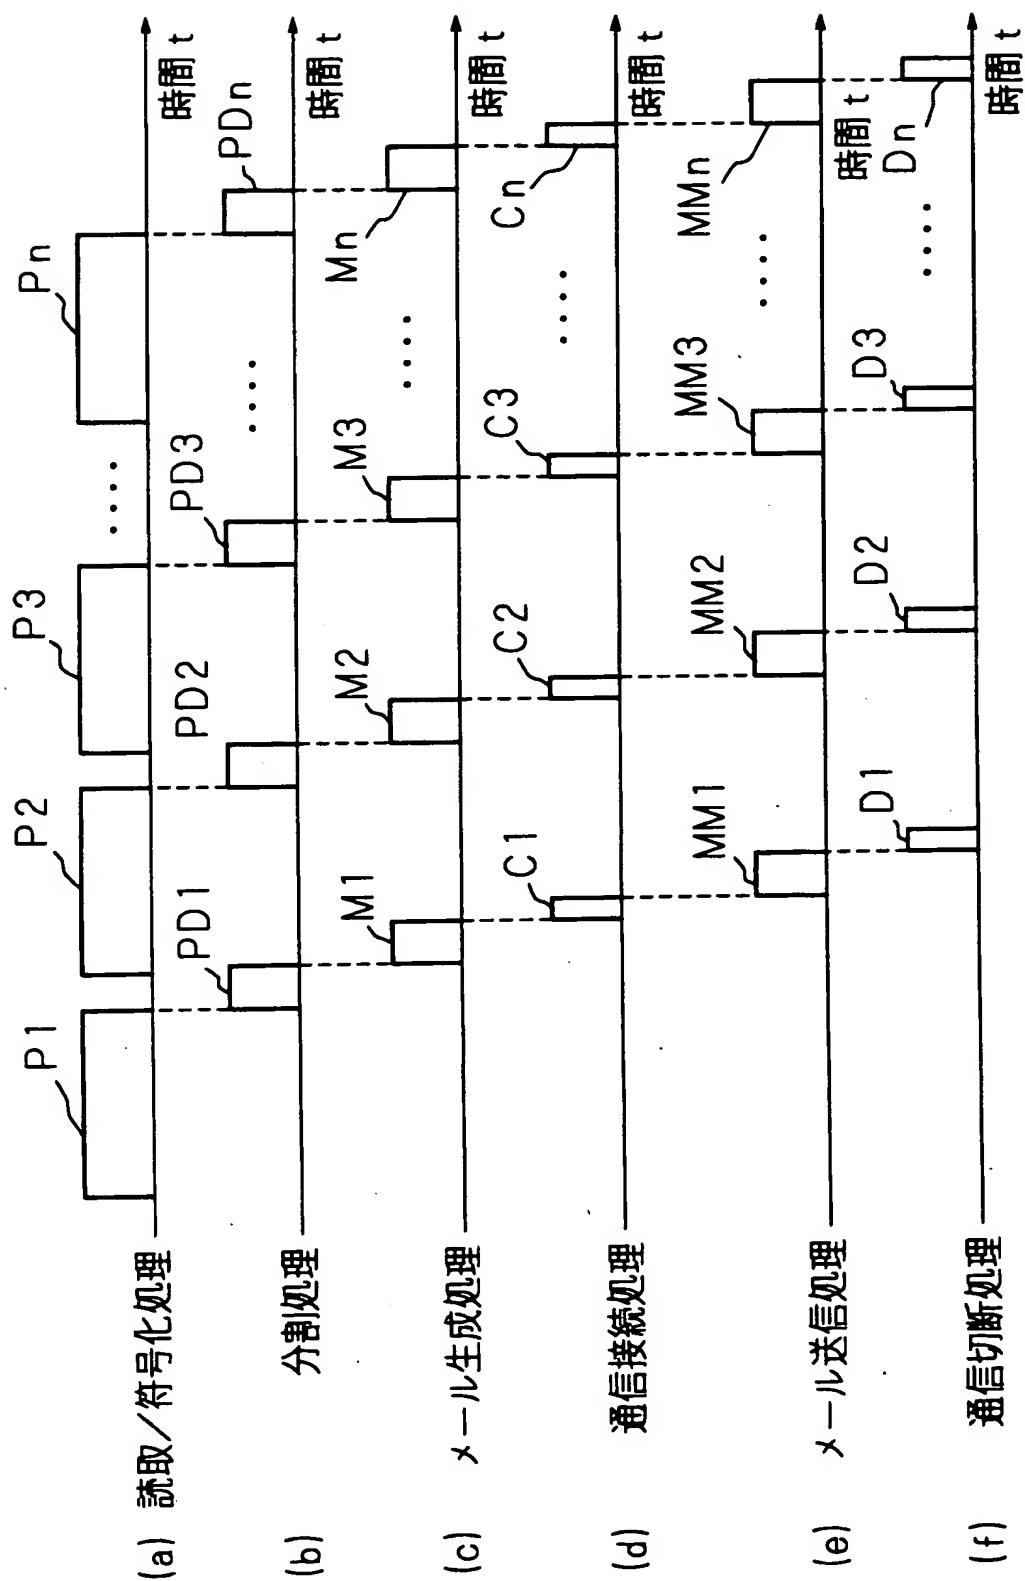 (a) 読取/符号化処理
P1
P2
P3
‥‥
Pn
時間 t
(b) 分割処理
PD1
PD2
PD3
‥‥
PDn
時間 t
(c) メール生成処理
M1
M2
M3
‥‥
Mn
時間 t
(d) 通信接続処理
C1
C2
C3
‥‥
Cn
時間 t
(e) メール送信処理
MM1
MM2
MM3
‥‥
MMn
時間 t
(f) 通信切断処理
D1
D2
D3
‥‥
Dn
時間 t